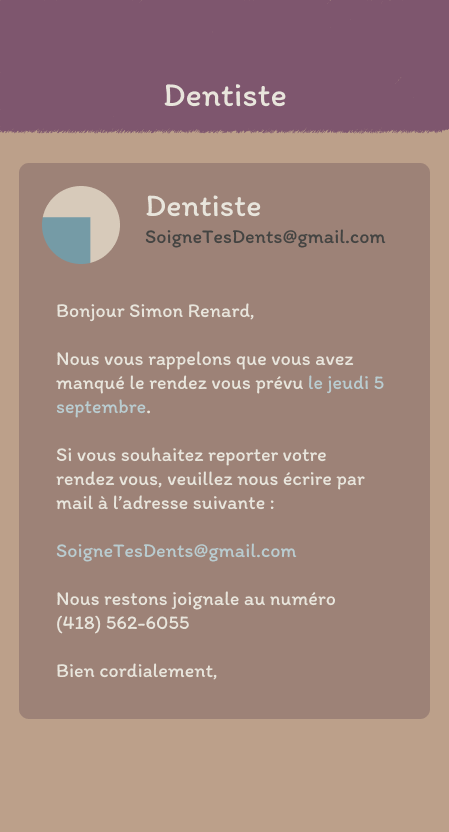 Dentiste
Dentiste
SoigneTesDents@gmail.com
Bonjour Simon Renard,
Nous vous rappelons que vous avez
manqué le rendez vous prévu le jeudi 5
septembre.
Si vous souhaitez reporter votre
rendez vous, veuillez nous écrire par
mail à l’adresse suivante :
SoigneTesDents@gmail.com
Nous restons joignale au numéro
(418) 562-6055
Bien cordialement,